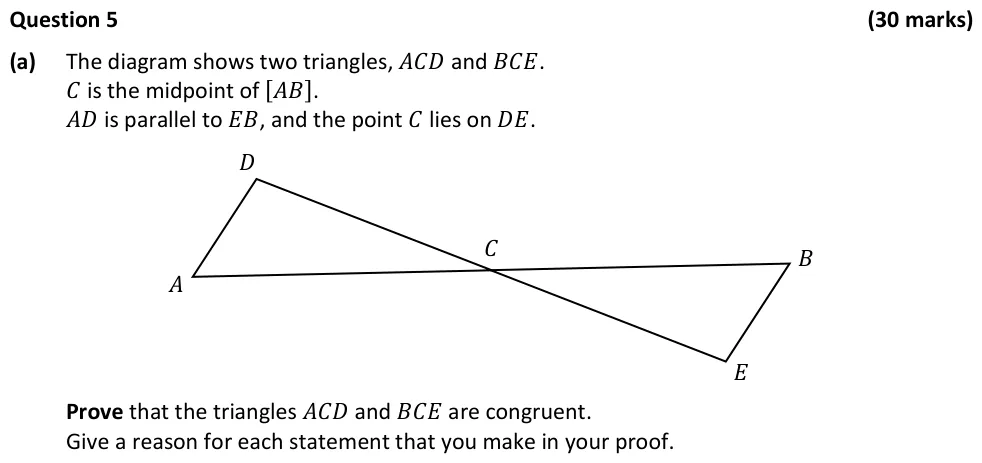 Question 5 (30 marks)
(a) The diagram shows two triangles, ACD and BCE.
C is the midpoint of [AB].
AD is parallel to EB, and the point C lies on DE.
D
C
B
A
E
Prove that the triangles ACD and BCE are congruent.
Give a reason for each statement that you make in your proof.